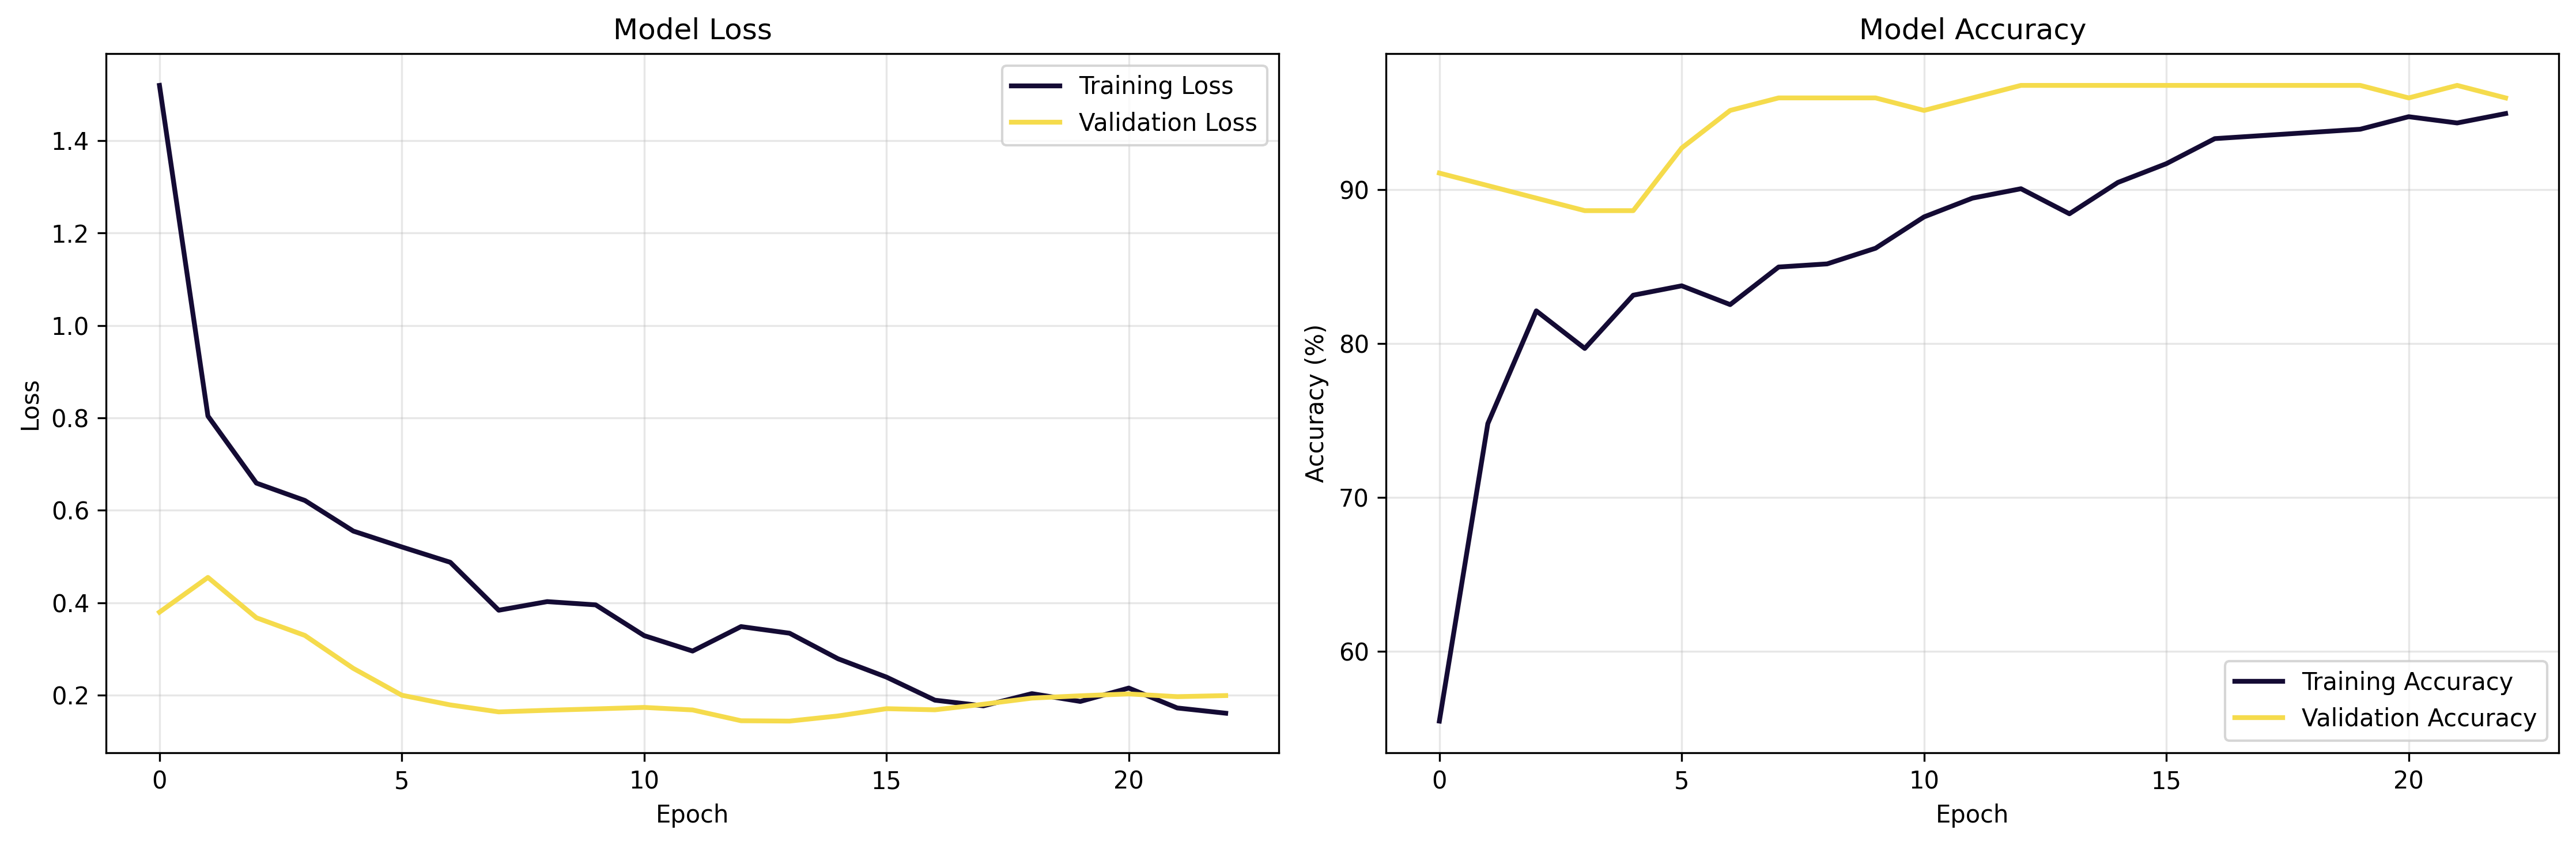 Model Loss
Training Loss
Validation Loss
1.4
1.2
1.0
0.8
0.6
0.4
0.2
Loss
0 5 10 15 20
Epoch
Model Accuracy
90
80
70
60
Accuracy (%)
Training Accuracy
Validation Accuracy
0 5 10 15 20
Epoch